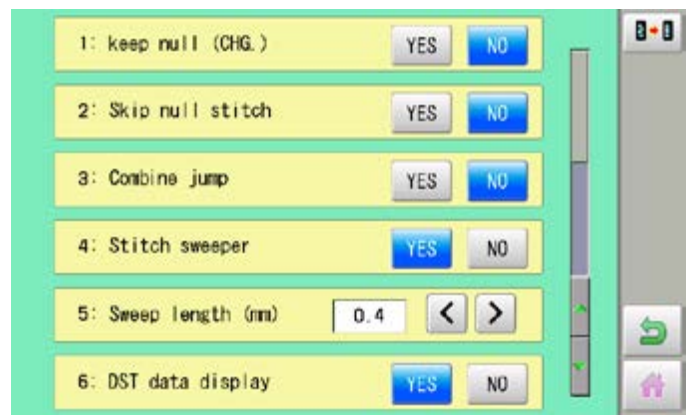 1: keep null (CHG.) YES NO
2: Skip null stitch YES NO
3: Combine jump YES NO
4: Stitch sweeper YES NO
5: Sweep length (mm) 0.4 < >
6: DST data display YES NO